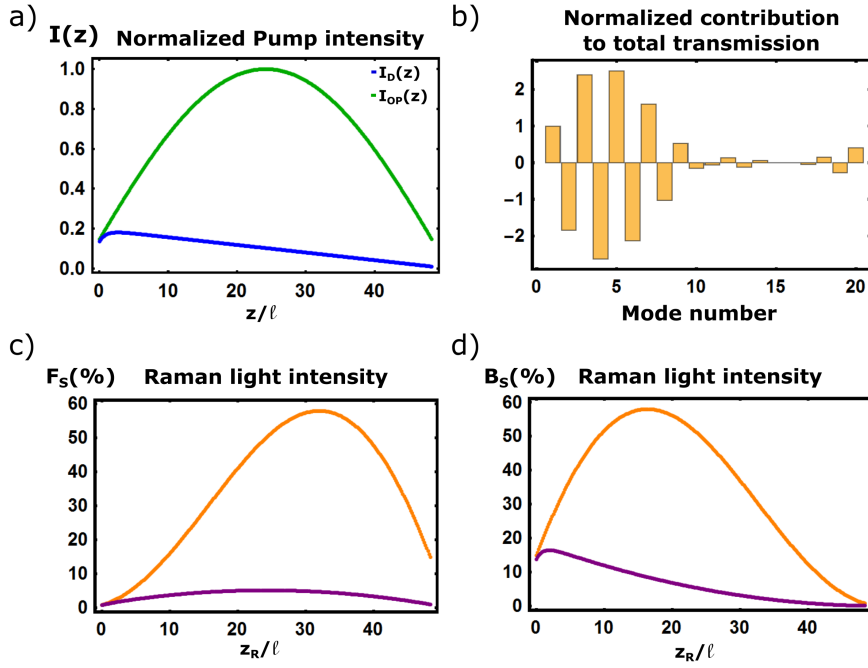 a)
I(z) Normalized Pump intensity
1.0
0.8
0.6
0.4
0.2
0.0
I_D(z)
I_OP(z)
0 10 20 30 40
z/ℓ
b)
Normalized contribution
to total transmission
2
1
0
−1
−2
0 5 10 15 20
Mode number
c)
F_S(%) Raman light intensity
60
50
40
30
20
10
0
0 10 20 30 40
z_R/ℓ
d)
B_S(%) Raman light intensity
60
50
40
30
20
10
0
0 10 20 30 40
z_R/ℓ